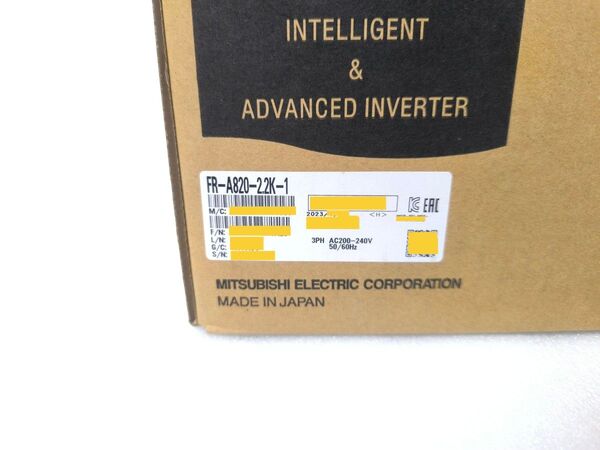 INTELLIGENT
&
ADVANCED INVERTER
FR-A820-2.2K-1
M/C:
2023/ <H>
F/N:
L/N:
G/C:
S/N:
3PH AC200-240V
50/60Hz
EAC
MITSUBISHI ELECTRIC CORPORATION
MADE IN JAPAN